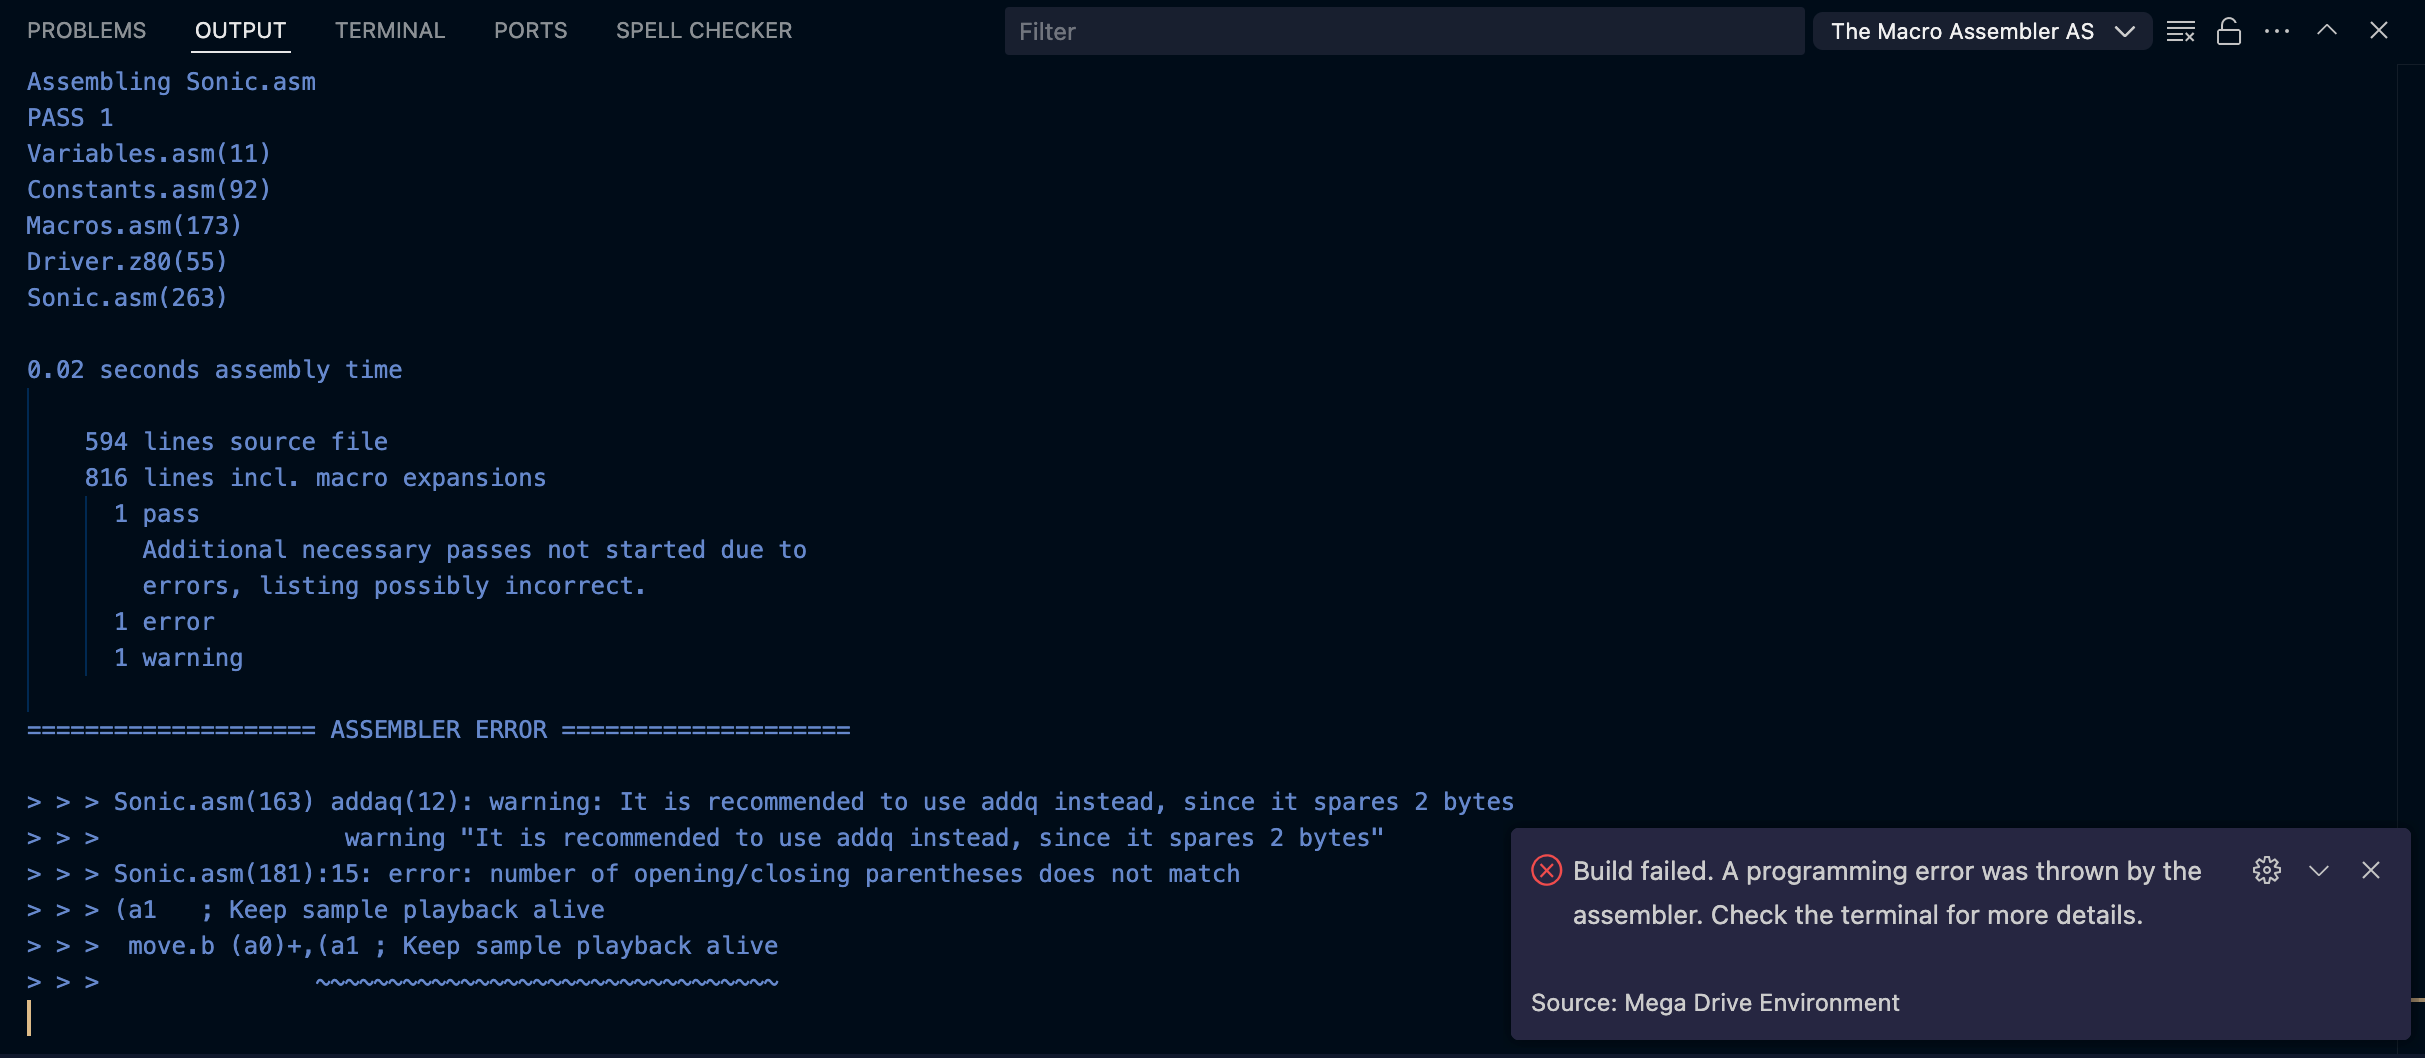 PROBLEMS OUTPUT TERMINAL PORTS SPELL CHECKER Filter The Macro Assembler AS
Assembling Sonic.asm
PASS 1
Variables.asm(11)
Constants.asm(92)
Macros.asm(173)
Driver.z80(55)
Sonic.asm(263)
0.02 seconds assembly time
594 lines source file
816 lines incl. macro expansions
1 pass
Additional necessary passes not started due to
errors, listing possibly incorrect.
1 error
1 warning
==================== ASSEMBLER ERROR ====================
> > > Sonic.asm(163) addaq(12): warning: It is recommended to use addq instead, since it spares 2 bytes
> > >                 warning "It is recommended to use addq instead, since it spares 2 bytes"
> > > Sonic.asm(181):15: error: number of opening/closing parentheses does not match
> > > (a1   ; Keep sample playback alive
> > >  move.b (a0)+,(a1 ; Keep sample playback alive
> > >               ~~~~~~~~~~~~~~~~~~~~~~~~~~~~~~~~
Build failed. A programming error was thrown by the
assembler. Check the terminal for more details.
Source: Mega Drive Environment